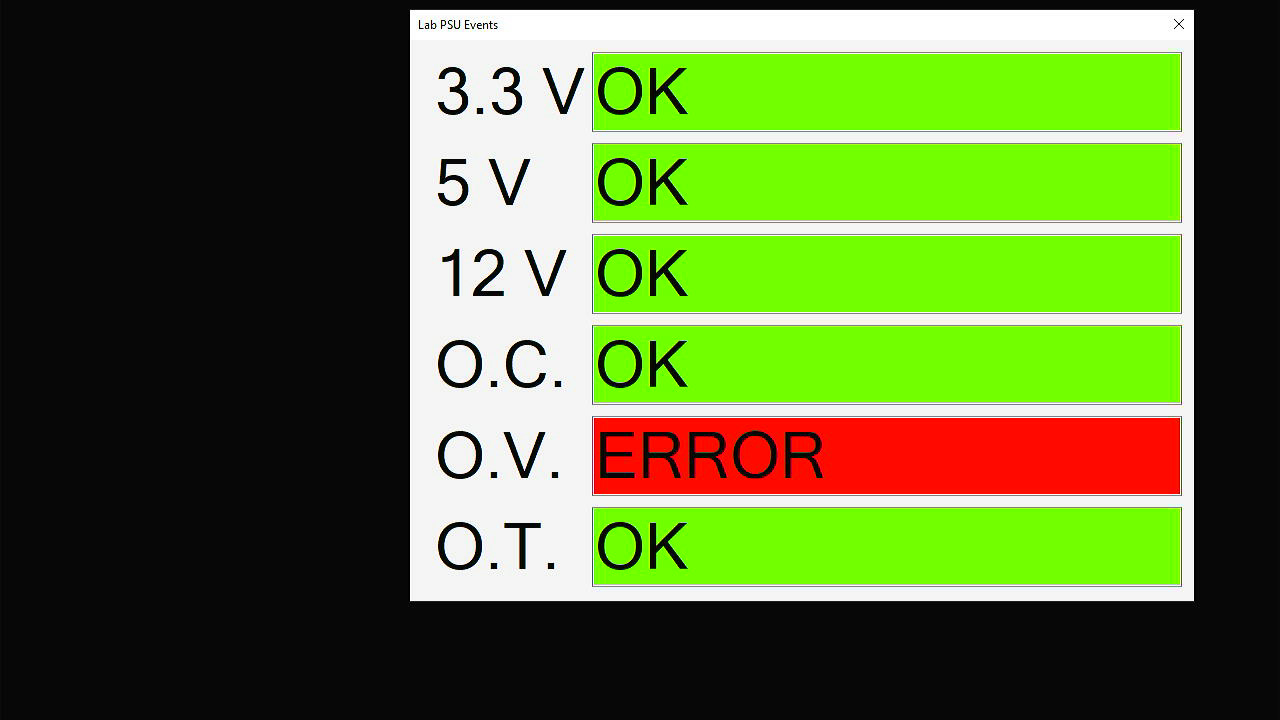 Lab PSU Events
3.3 V OK
5 V OK
12 V OK
O.C. OK
O.V. ERROR
O.T. OK